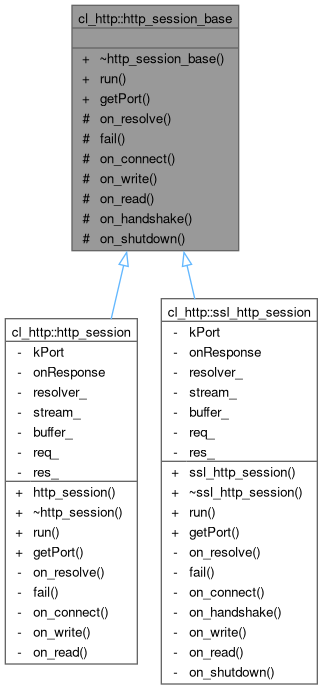 cl_http::http_session_base
+ ~http_session_base()
+ run()
+ getPort()
# on_resolve()
# fail()
# on_connect()
# on_write()
# on_read()
# on_handshake()
# on_shutdown()
cl_http::http_session
- kPort
- onResponse
- resolver_
- stream_
- buffer_
- req_
- res_
+ http_session()
+ ~http_session()
+ run()
+ getPort()
- on_resolve()
- fail()
- on_connect()
- on_write()
- on_read()
cl_http::ssl_http_session
- kPort
- onResponse
- resolver_
- stream_
- buffer_
- req_
- res_
+ ssl_http_session()
+ ~ssl_http_session()
+ run()
+ getPort()
- on_resolve()
- fail()
- on_connect()
- on_handshake()
- on_write()
- on_read()
- on_shutdown()